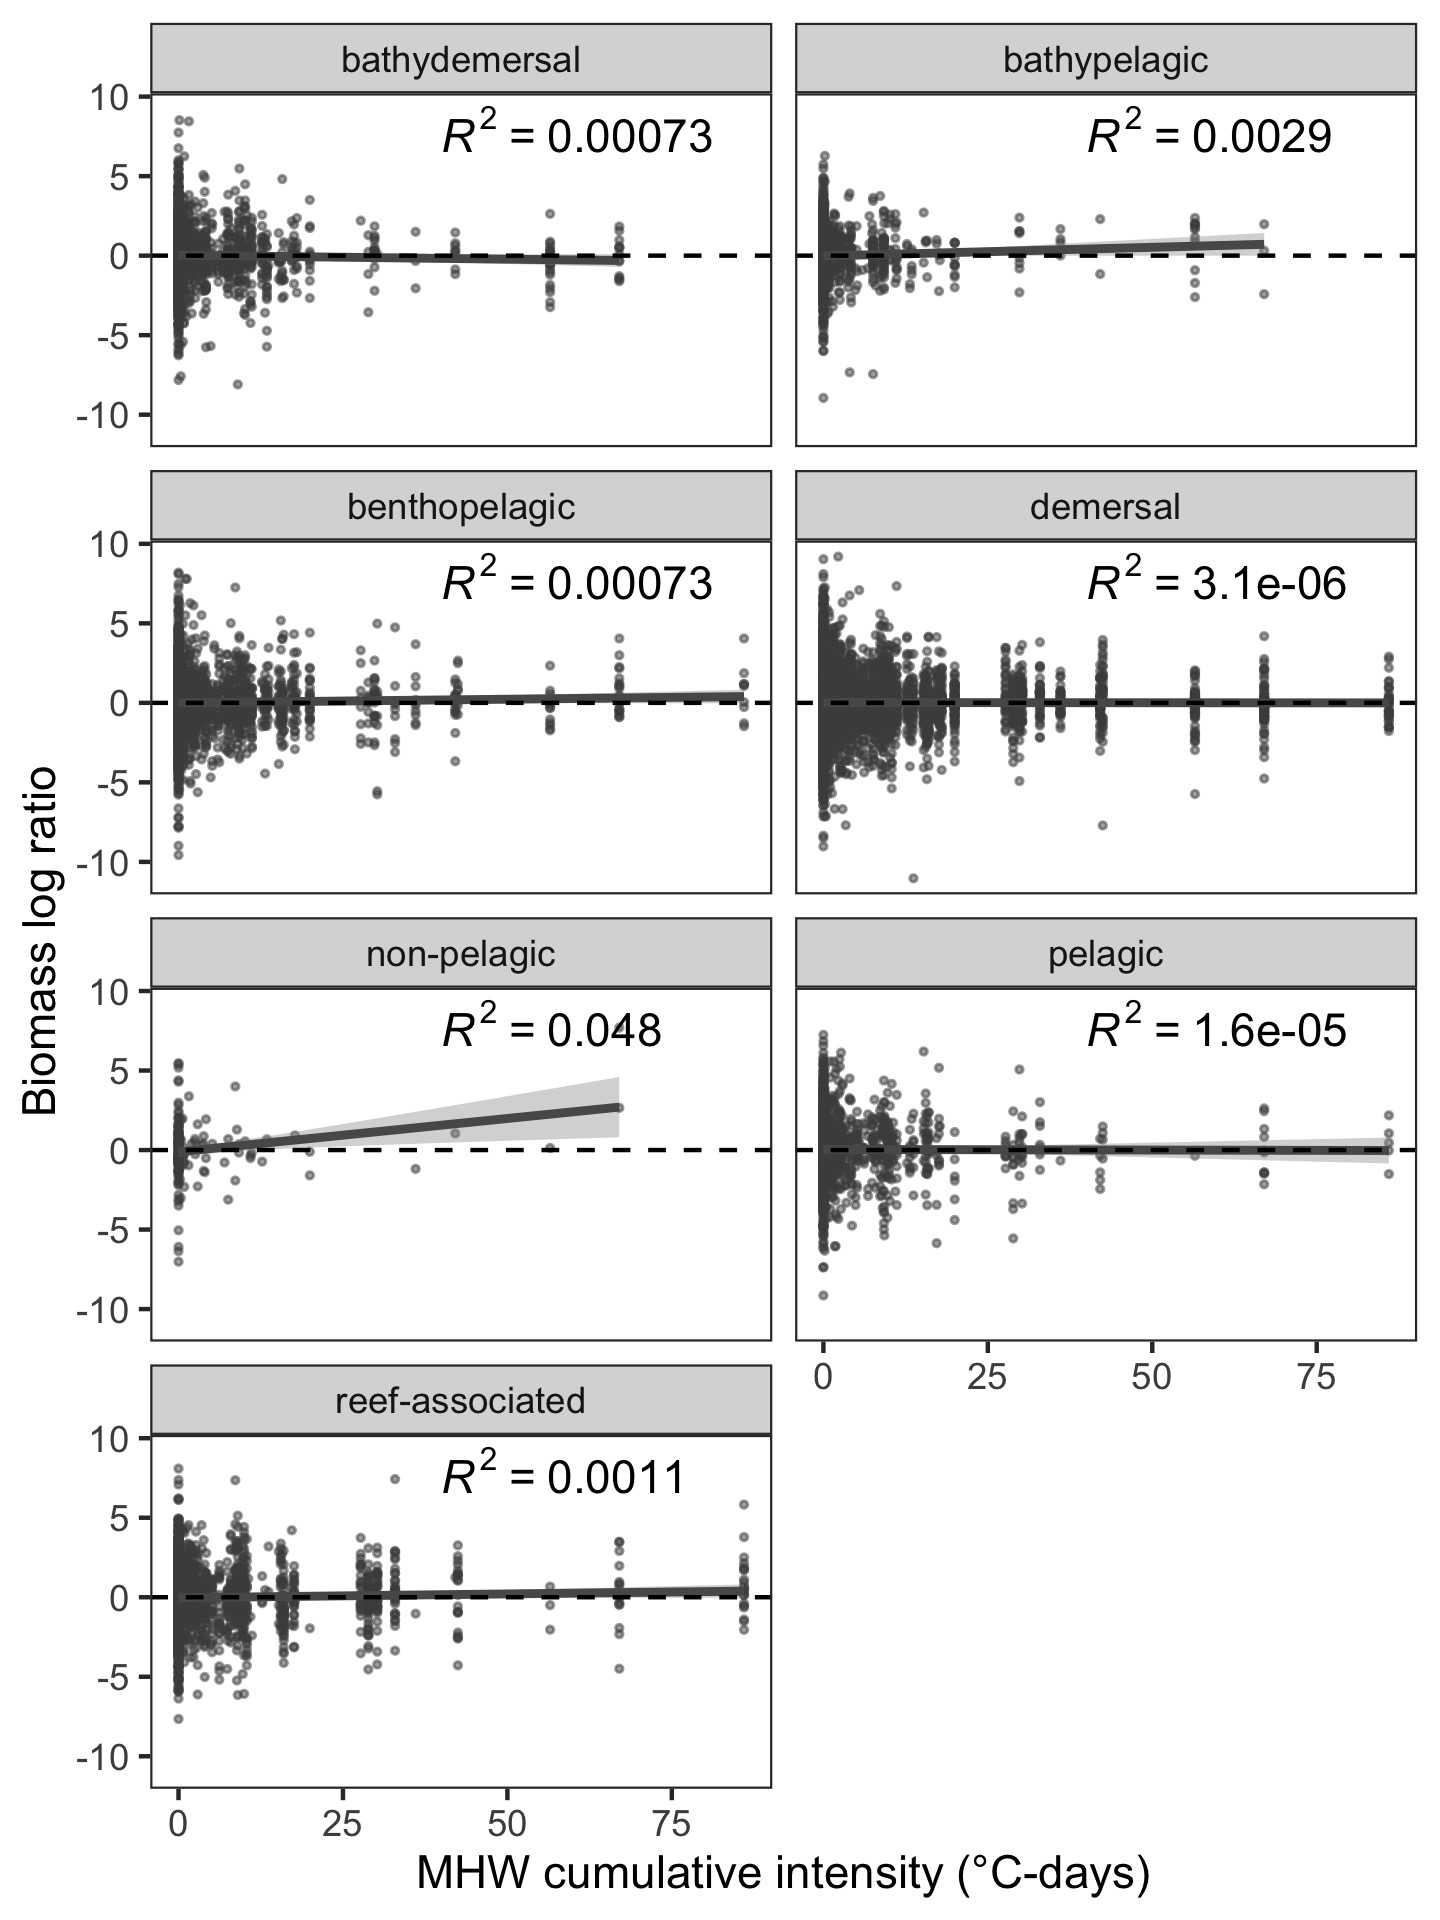 bathydemersal
bathypelagic
10
5
0
-5
-10
R² = 0.00073
R² = 0.0029
benthopelagic
demersal
10
5
0
-5
-10
R² = 0.00073
R² = 3.1e-06
non-pelagic
pelagic
10
5
0
-5
-10
R² = 0.048
R² = 1.6e-05
0 25 50 75
reef-associated
10
5
0
-5
-10
R² = 0.0011
0 25 50 75
Biomass log ratio
MHW cumulative intensity (°C-days)